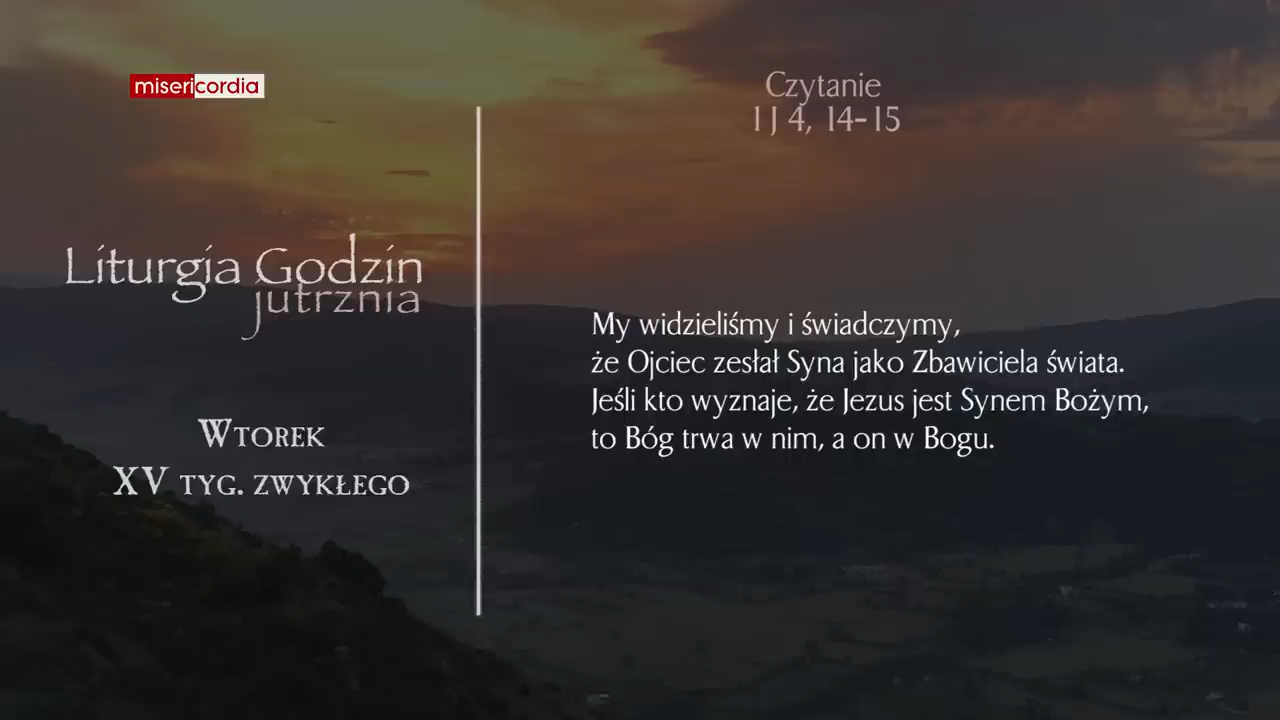 misericordia
Liturgia Godzin
jutrznia
Wtorek
XV tyg. zwykłego
Czytanie
1 J 4, 14-15
My widzieliśmy i świadczymy,
że Ojciec zesłał Syna jako Zbawiciela świata.
Jeśli kto wyznaje, że Jezus jest Synem Bożym,
to Bóg trwa w nim, a on w Bogu.